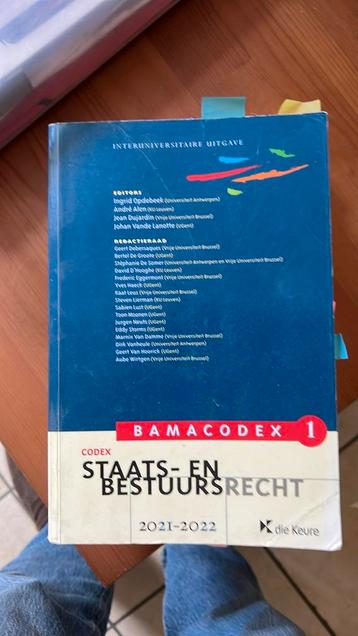 INTERUNIVERSITAIRE UITGAVE
EDITORS
Ingrid Opdebeek (Universiteit Antwerpen)
André Alen (KU Leuven)
Jean Dujardin (Vrije Universiteit Brussel)
Johan Vande Lanotte (UGent)
REDACTIERAAD
Geert Debersaques (Vrije Universiteit Brussel)
Bertel De Groote (UGent)
Stéphanie De Somer (Universiteit Antwerpen en Vrije Universiteit Brussel)
David D'Hooghe (KU Leuven)
Frederic Eggermont (Vrije Universiteit Brussel)
Yves Haeck (UGent)
Kaat Leus (Vrije Universiteit Brussel)
Steven Lierman (KU Leuven)
Sabien Lust (UGent)
Toon Moonen (UGent)
Jurgen Neuts (UGent)
Eddy Storms (UGent)
Marnix Van Damme (Vrije Universiteit Brussel)
Dirk Vanheule (Universiteit Antwerpen)
Geert Van Hoorick (UGent)
Aube Wirtgen (Vrije Universiteit Brussel)
BAMACODEX 1
CODEX
STAATS- EN
BESTUURSRECHT
2021-2022
die Keure